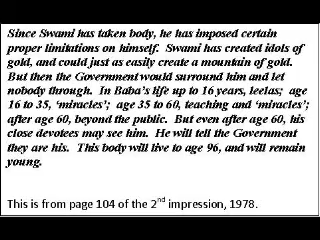 Since Swami has taken body, he has imposed certain
proper limitations on himself.  Swami has created idols of
gold, and could just as easily create a mountain of gold.
But then the Government would surround him and let
nobody through.  In Baba's life up to 16 years, leelas;  age
16 to 35, 'miracles';  age 35 to 60, teaching and 'miracles';
after age 60, beyond the public.  But even after age 60, his
close devotees may see him.  He will tell the Government
they are his.  This body will live to age 96, and will remain
young.
This is from page 104 of the 2nd impression, 1978.